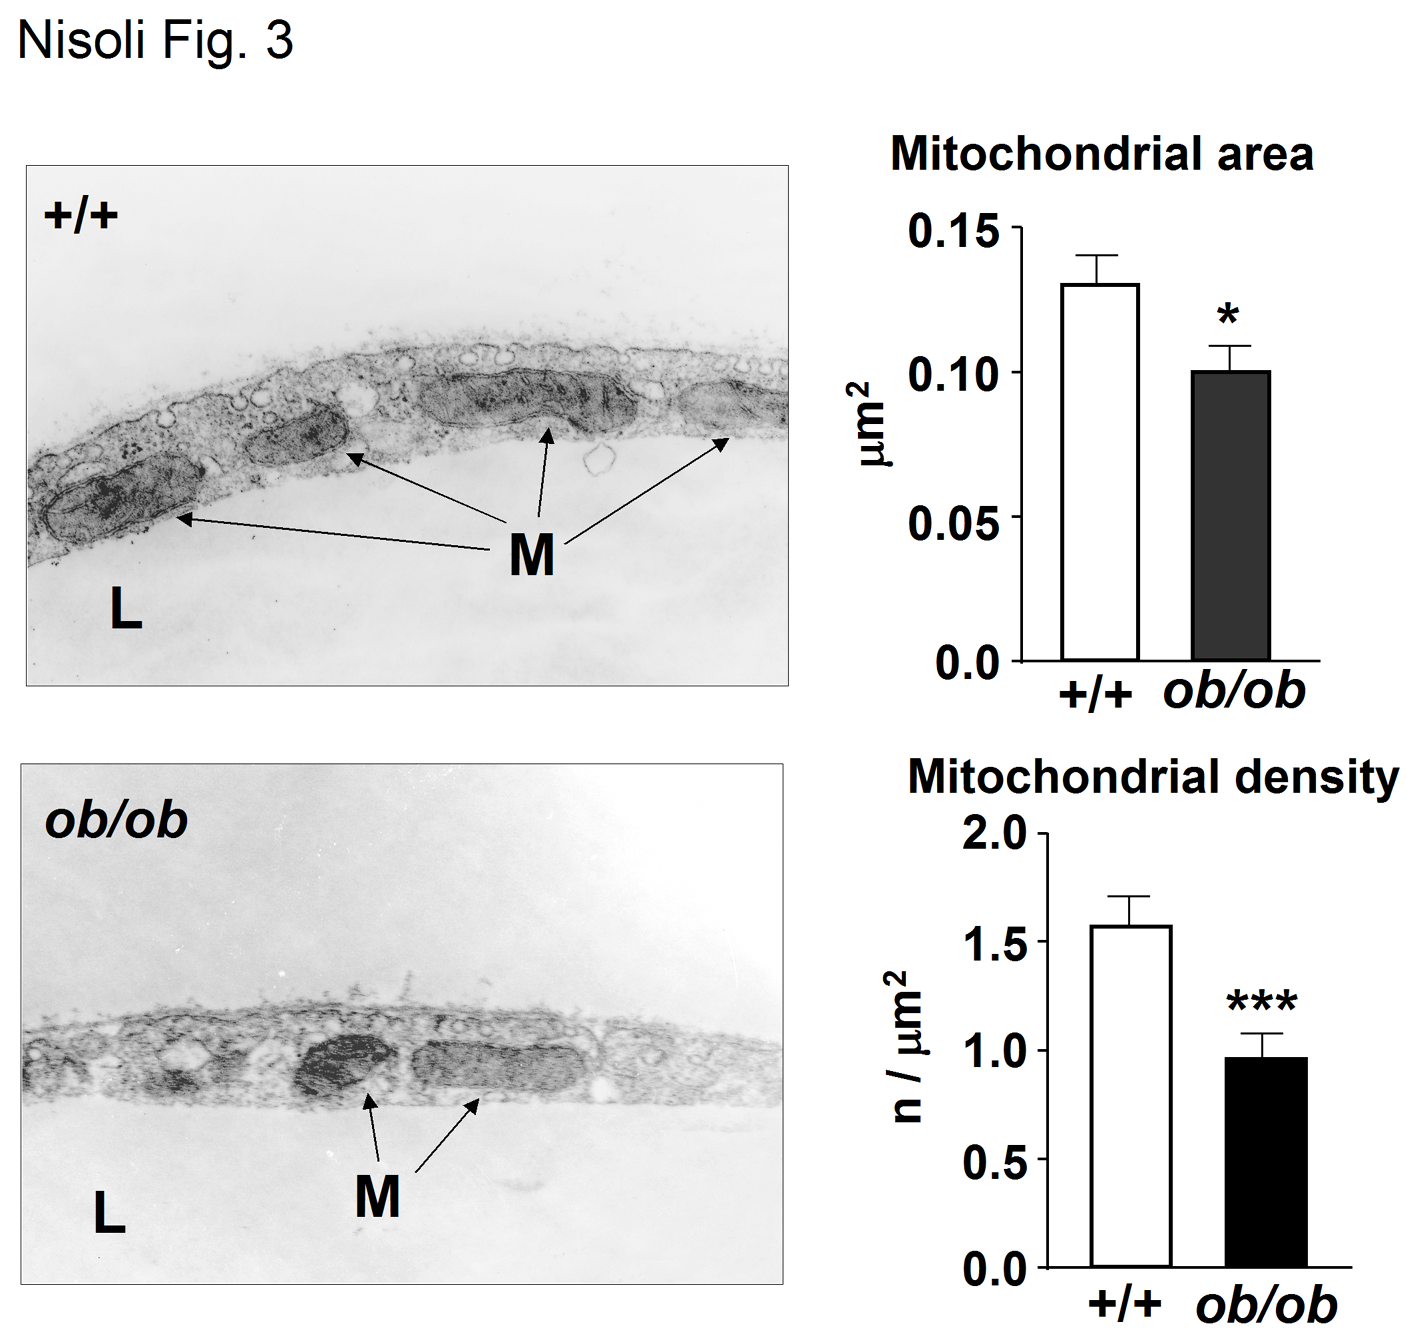 Nisoli Fig. 3
+/+
M
L
Mitochondrial area
0.15
0.10
0.05
0.0
μm²
*
+/+ ob/ob
ob/ob
M
L
Mitochondrial density
2.0
1.5
1.0
0.5
0.0
n / μm²
***
+/+ ob/ob